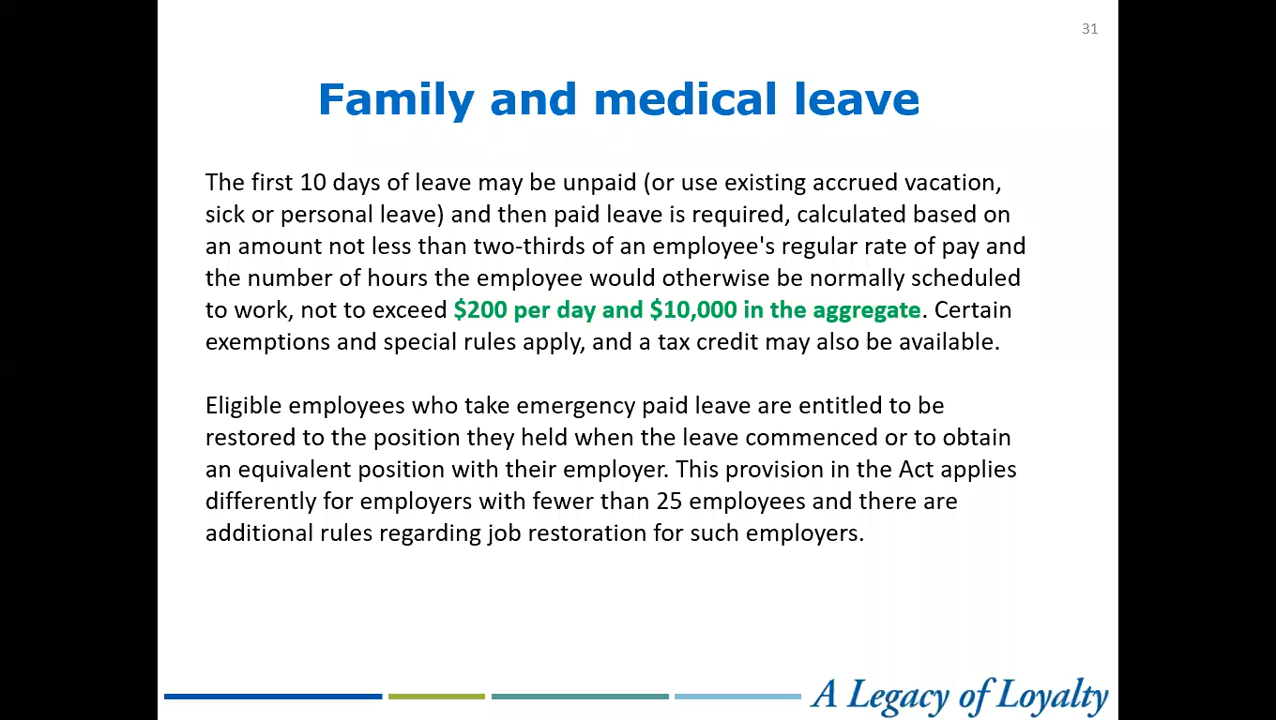 31
Family and medical leave
The first 10 days of leave may be unpaid (or use existing accrued vacation,
sick or personal leave) and then paid leave is required, calculated based on
an amount not less than two-thirds of an employee's regular rate of pay and
the number of hours the employee would otherwise be normally scheduled
to work, not to exceed $200 per day and $10,000 in the aggregate. Certain
exemptions and special rules apply, and a tax credit may also be available.
Eligible employees who take emergency paid leave are entitled to be
restored to the position they held when the leave commenced or to obtain
an equivalent position with their employer. This provision in the Act applies
differently for employers with fewer than 25 employees and there are
additional rules regarding job restoration for such employers.
A Legacy of Loyalty